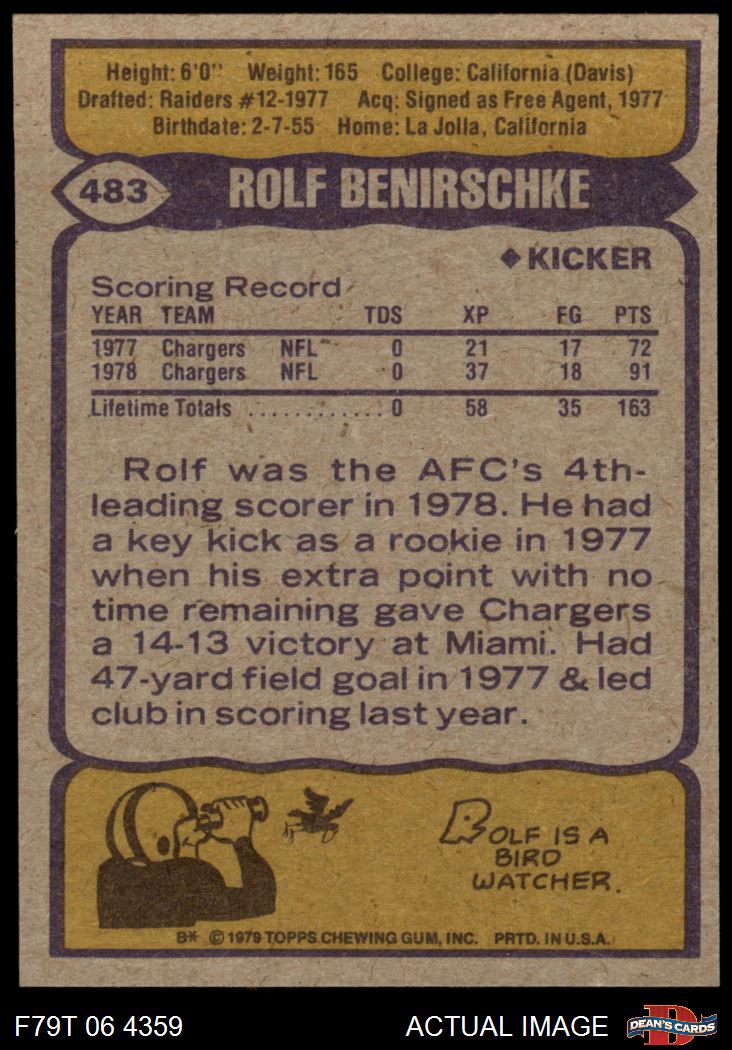 Height: 6'0" Weight: 165 College: California (Davis)
Drafted: Raiders #12-1977 Acq: Signed as Free Agent, 1977
Birthdate: 2-7-55 Home: La Jolla, California
483 ROLF BENIRSCHKE
◆ KICKER
Scoring Record
YEAR TEAM TDS XP FG PTS
1977 Chargers NFL 0 21 17 72
1978 Chargers NFL 0 37 18 91
Lifetime Totals ............ 0 58 35 163
Rolf was the AFC's 4th-
leading scorer in 1978. He had
a key kick as a rookie in 1977
when his extra point with no
time remaining gave Chargers
a 14-13 victory at Miami. Had
47-yard field goal in 1977 & led
club in scoring last year.
ROLF IS A
BIRD
WATCHER.
B* © 1979 TOPPS CHEWING GUM, INC. PRTD. IN U.S.A.
F79T 06 4359 ACTUAL IMAGE DEAN'S CARDS